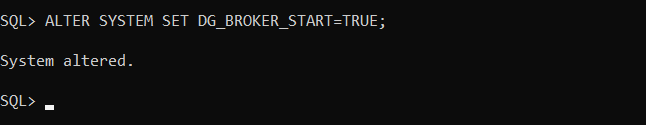 SQL> ALTER SYSTEM SET DG_BROKER_START=TRUE;
System altered.
SQL>